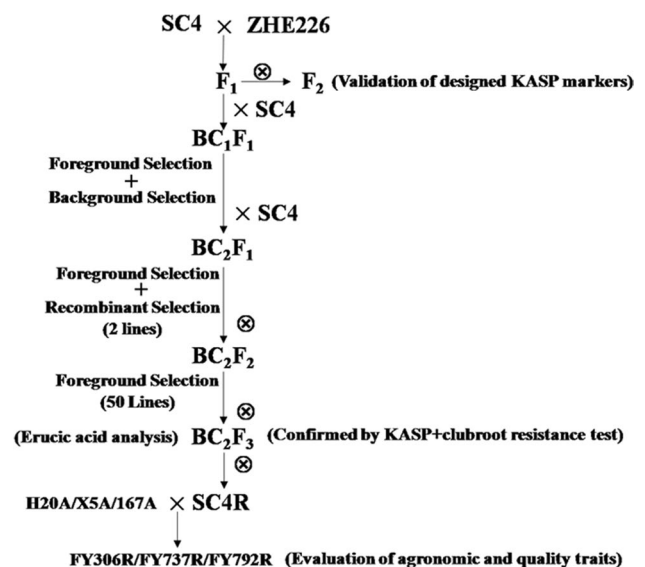 SC4 × ZHE226
F₁ ⊗ F₂ (Validation of designed KASP markers)
× SC4
BC₁F₁
Foreground Selection
+
Background Selection
× SC4
BC₂F₁
Foreground Selection
+
Recombinant Selection
(2 lines)
⊗
BC₂F₂
Foreground Selection
(50 Lines)
⊗
(Erucic acid analysis) BC₂F₃ (Confirmed by KASP+clubroot resistance test)
⊗
H20A/X5A/167A × SC4R
FY306R/FY737R/FY792R (Evaluation of agronomic and quality traits)